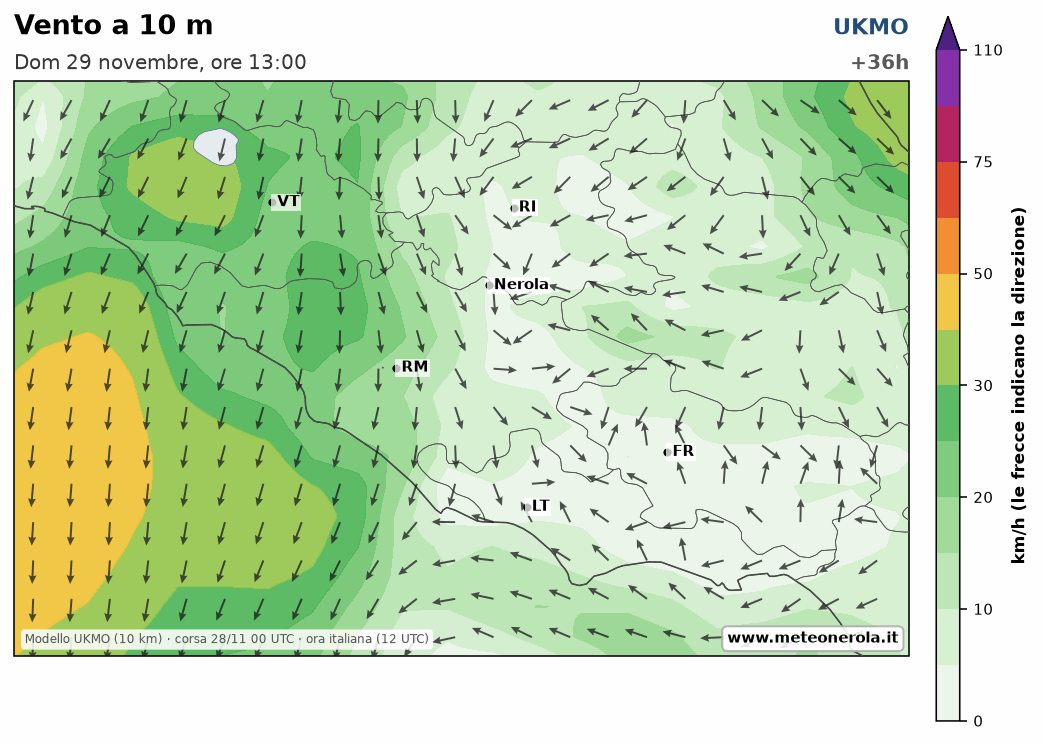 Vento a 10 m
UKMO
Dom 29 novembre, ore 13:00
+36h
VT
RI
Nerola
RM
FR
LT
Modello UKMO (10 km) · corsa 28/11 00 UTC · ora italiana (12 UTC)
www.meteonerola.it
110
75
50
30
20
10
0
km/h (le frecce indicano la direzione)